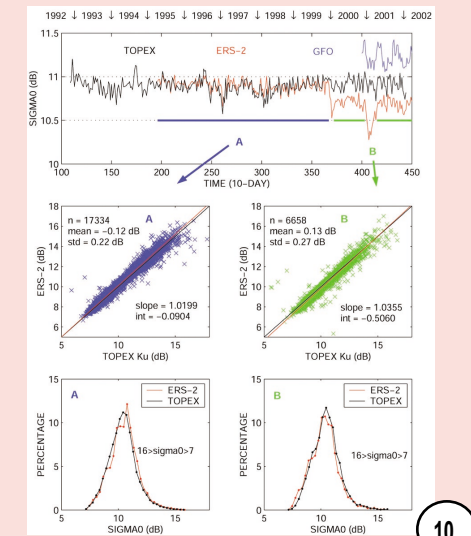 1992 ↓ 1993 ↓ 1994 ↓ 1995 ↓ 1996 ↓ 1997 ↓ 1998 ↓ 1999 ↓ 2000 ↓ 2001 ↓ 2002
11.5
11
10.5
10
SIGMA0 (dB)
TOPEX ERS-2 GFO
A
B
100 150 200 250 300 350 400 450
TIME (10-DAY)
18
16
14
12
10
8
6
ERS-2 (dB)
n = 17334
mean = -0.12 dB
std = 0.22 dB
A
slope = 1.0199
int = -0.0904
5 10 15
TOPEX Ku (dB)
18
16
14
12
10
8
6
ERS-2 (dB)
n = 6658
mean = 0.13 dB
std = 0.27 dB
B
slope = 1.0355
int = -0.5060
5 10 15
TOPEX Ku (dB)
15
10
5
0
PERCENTAGE
A
ERS-2
TOPEX
16>sigma0>7
5 10 15
SIGMA0 (dB)
15
10
5
0
PERCENTAGE
B
ERS-2
TOPEX
16>sigma0>7
5 10 15
SIGMA0 (dB)
10